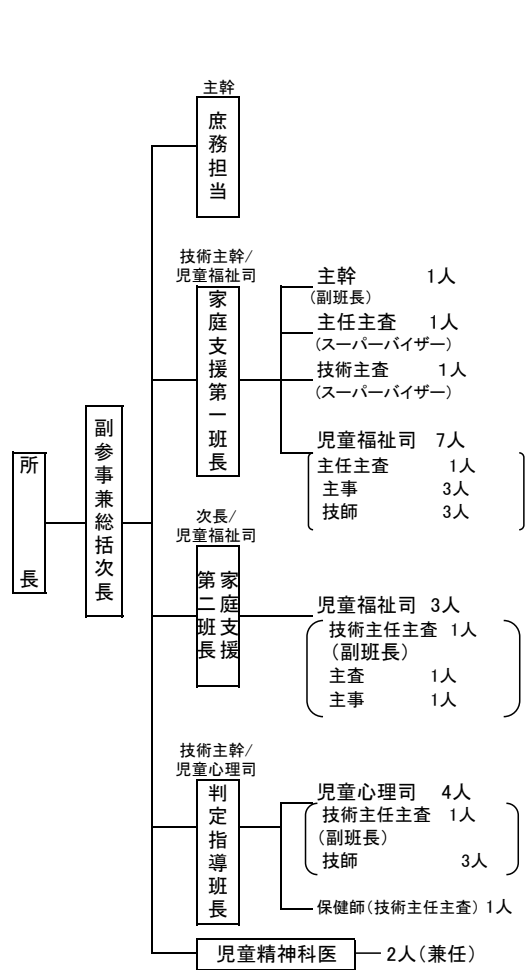 所長
副参事兼総括次長
主幹
庶務担当
技術主幹/
児童福祉司
家庭支援第一班長
主幹 1人
(副班長)
主任主査 1人
(スーパーバイザー)
技術主査 1人
(スーパーバイザー)
児童福祉司 7人
主任主査 1人
主事 3人
技師 3人
次長/
児童福祉司
家庭支援
第二班長
児童福祉司 3人
技術主任主査 1人
(副班長)
主査 1人
主事 1人
技術主幹/
児童心理司
判定指導班長
児童心理司 4人
技術主任主査 1人
(副班長)
技師 3人
保健師(技術主任主査) 1人
児童精神科医 2人(兼任)